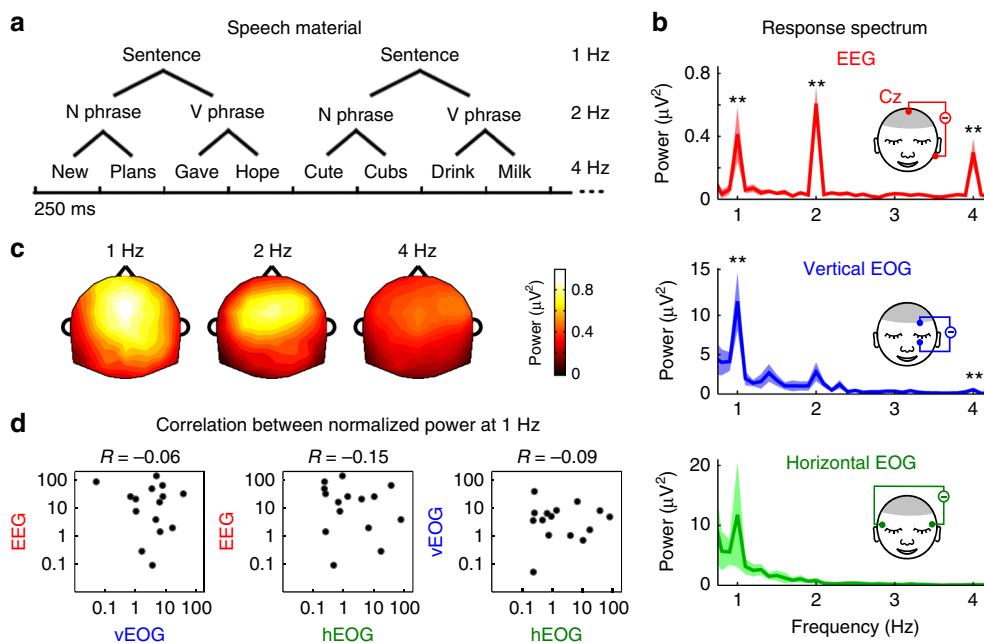 a
Speech material
Sentence Sentence 1 Hz
N phrase V phrase N phrase V phrase 2 Hz
New Plans Gave Hope Cute Cubs Drink Milk 4 Hz
250 ms
b
Response spectrum
EEG
Power (μV²)
0.8
0.4
0
** ** **
Cz
1 2 3 4
Vertical EOG
Power (μV²)
15
10
5
0
** **
1 2 3 4
Horizontal EOG
Power (μV²)
20
10
0
1 2 3 4
Frequency (Hz)
c
1 Hz 2 Hz 4 Hz
Power (μV²)
0.8
0.4
0
d
Correlation between normalized power at 1 Hz
R = –0.06
EEG
100
10
1
0.1
0.1 1 10 100
vEOG
R = –0.15
EEG
100
10
1
0.1
0.1 1 10 100
hEOG
R = –0.09
vEOG
100
10
1
0.1
0.1 1 10 100
hEOG